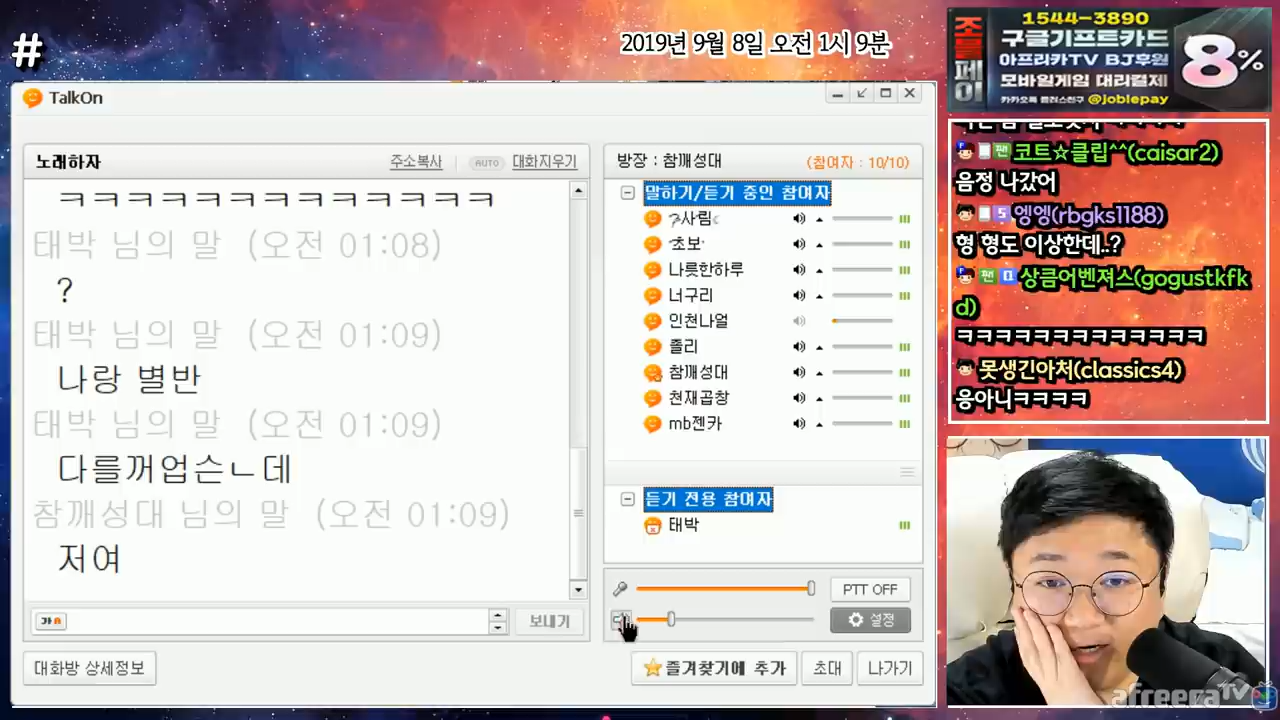 #
2019년 9월 8일 오전 1시 9분
TalkOn
노래하자
주소복사
AUTO
대화지우기
ㅋㅋㅋㅋㅋㅋㅋㅋㅋㅋㅋㅋㅋ
태박 님의 말 (오전 01:08)
?
태박 님의 말 (오전 01:09)
나랑 별반
태박 님의 말 (오전 01:09)
다를꺼업슨ㄴ데
참깨성대 님의 말 (오전 01:09)
저여
가
보내기
대화방 상세정보
방장 : 참깨성대
(참여자 : 10/10)
말하기/듣기 중인 참여자
사림
초보
나릇한하루
너구리
인천나얼
졸리
참깨성대
천재곱창
mb젠카
듣기 전용 참여자
태박
PTT OFF
설정
즐겨찾기에 추가
초대
나가기
조블페이
1544-3890
구글기프트카드
아프리카TV BJ후원
모바일게임 대리결제
카카오톡 플러스친구 @joblepay
8%
팬 코트☆클립^^(caisar2)
음정 나갔어
5 엥엥(rbgks1188)
형 형도 이상한데..?
팬 상큼어벤져스(gogustkfk
d)
ㅋㅋㅋㅋㅋㅋㅋㅋㅋㅋㅋㅋㅋ
못생긴아처(classics4)
응아니ㅋㅋㅋㅋ
afreecaTV